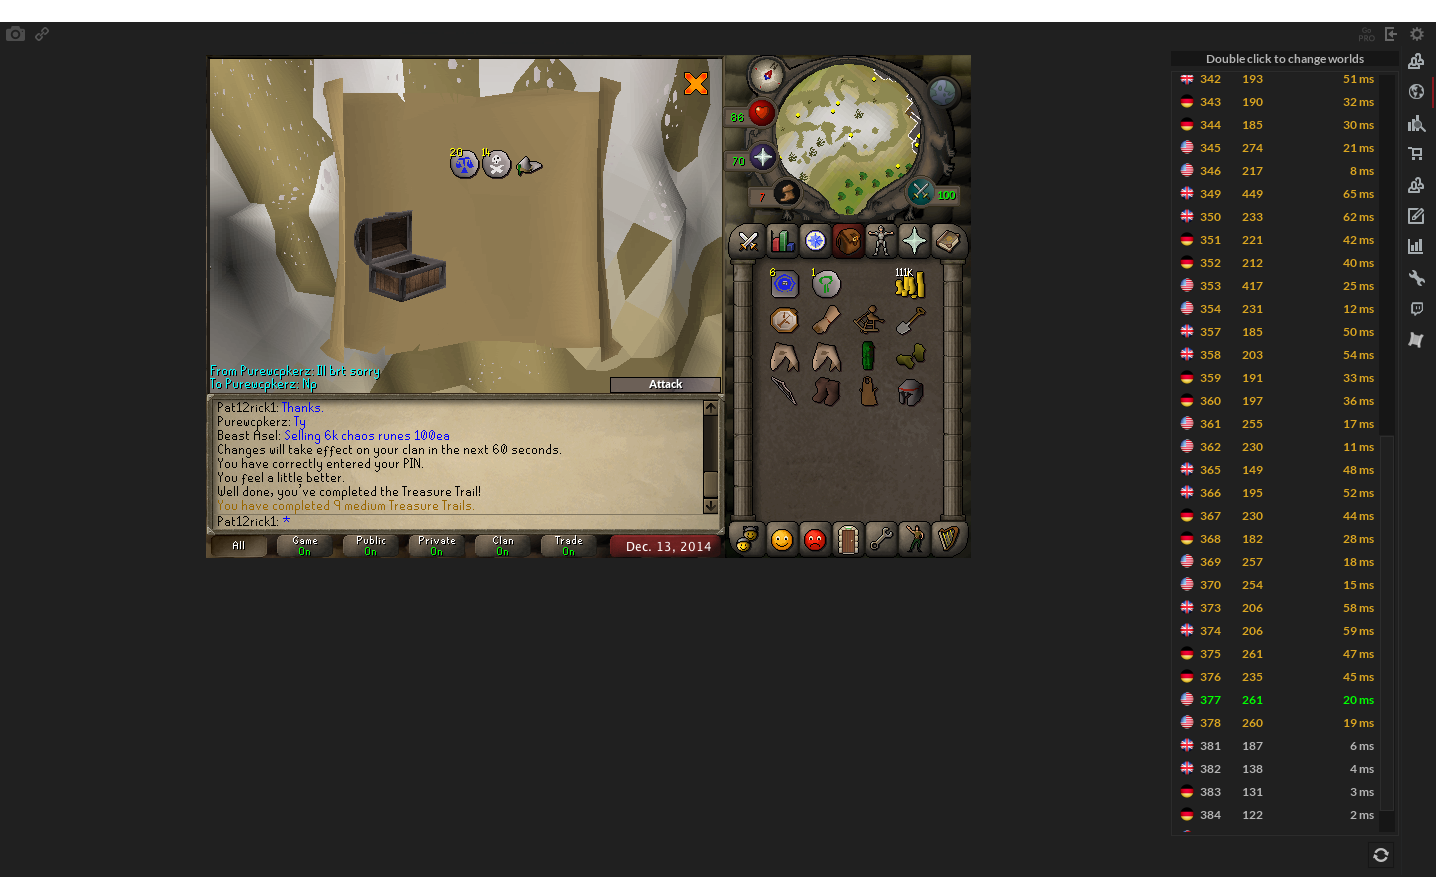 Go
PRO
Double click to change worlds
342 193 51 ms
343 190 32 ms
344 185 30 ms
345 274 21 ms
346 217 8 ms
349 449 65 ms
350 233 62 ms
351 221 42 ms
352 212 40 ms
353 417 25 ms
354 231 12 ms
357 185 50 ms
358 203 54 ms
359 191 33 ms
360 197 36 ms
361 255 17 ms
362 230 11 ms
365 149 48 ms
366 195 52 ms
367 230 44 ms
368 182 28 ms
369 257 18 ms
370 254 15 ms
373 206 58 ms
374 206 59 ms
375 261 47 ms
376 235 45 ms
377 261 20 ms
378 260 19 ms
381 187 6 ms
382 138 4 ms
383 131 3 ms
384 122 2 ms
20 14
86
70
7 100
6 1 111K
From Purewcpkerz: Ill brt sorry
To Purewcpkerz: Np
Attack
Pat12rick1: Thanks.
Purewcpkerz: Ty
Beast Asel: Selling 6k chaos runes 100ea
Changes will take effect on your clan in the next 60 seconds.
You have correctly entered your PIN.
You feel a little better.
Well done, you've completed the Treasure Trail!
You have completed 9 medium Treasure Trails.
Pat12rick1: *
All Game Public Private Clan Trade Dec. 13, 2014
On On On On On